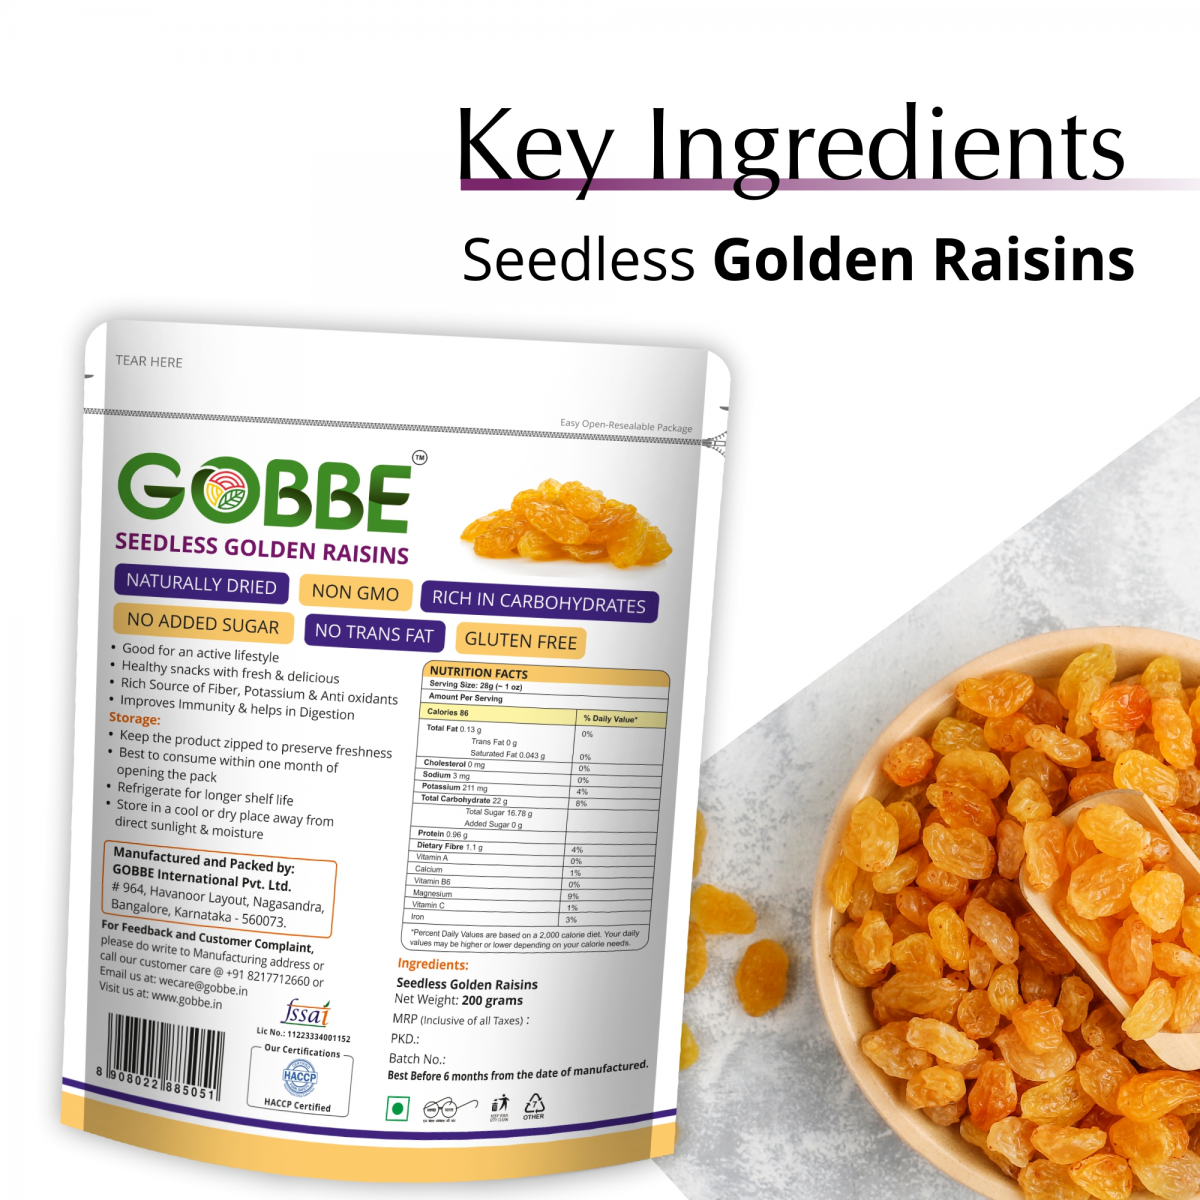 Key Ingredients
Seedless Golden Raisins
TEAR HERE
Easy Open-Resealable Package
GOBBE TM
SEEDLESS GOLDEN RAISINS
NATURALLY DRIED
NON GMO
RICH IN CARBOHYDRATES
NO ADDED SUGAR
NO TRANS FAT
GLUTEN FREE
• Good for an active lifestyle
• Healthy snacks with fresh & delicious
• Rich Source of Fiber, Potassium & Anti oxidants
• Improves Immunity & helps in Digestion
Storage:
• Keep the product zipped to preserve freshness
• Best to consume within one month of
opening the pack
• Refrigerate for longer shelf life
• Store in a cool or dry place away from
direct sunlight & moisture
Manufactured and Packed by:
GOBBE International Pvt. Ltd.
# 964, Havanoor Layout, Nagasandra,
Bangalore, Karnataka - 560073.
For Feedback and Customer Complaint,
please do write to Manufacturing address or
call our customer care @ +91 8217712660 or
Email us at: wecare@gobbe.in
Visit us at: www.gobbe.in
fssai
Lic No.: 11223334001152
Our Certifications
HACCP
HACCP Certified
8 908022 885051
NUTRITION FACTS
Serving Size: 28g (~ 1 oz)
Amount Per Serving
Calories 86 % Daily Value*
Total Fat 0.13 g 0%
Trans Fat 0 g
Saturated Fat 0.043 g 0%
Cholesterol 0 mg 0%
Sodium 3 mg 0%
Potassium 211 mg 4%
Total Carbohydrate 22 g 8%
Total Sugar 16.78 g
Added Sugar 0 g
Protein 0.96 g
Dietary Fibre 1.1 g 4%
Vitamin A 0%
Calcium 1%
Vitamin B6 0%
Magnesium 9%
Vitamin C 1%
Iron 3%
*Percent Daily Values are based on a 2,000 calorie diet. Your daily
values may be higher or lower depending on your calorie needs.
Ingredients:
Seedless Golden Raisins
Net Weight: 200 grams
MRP (Inclusive of all Taxes) :
PKD.:
Batch No.:
Best Before 6 months from the date of manufactured.
7
OTHER